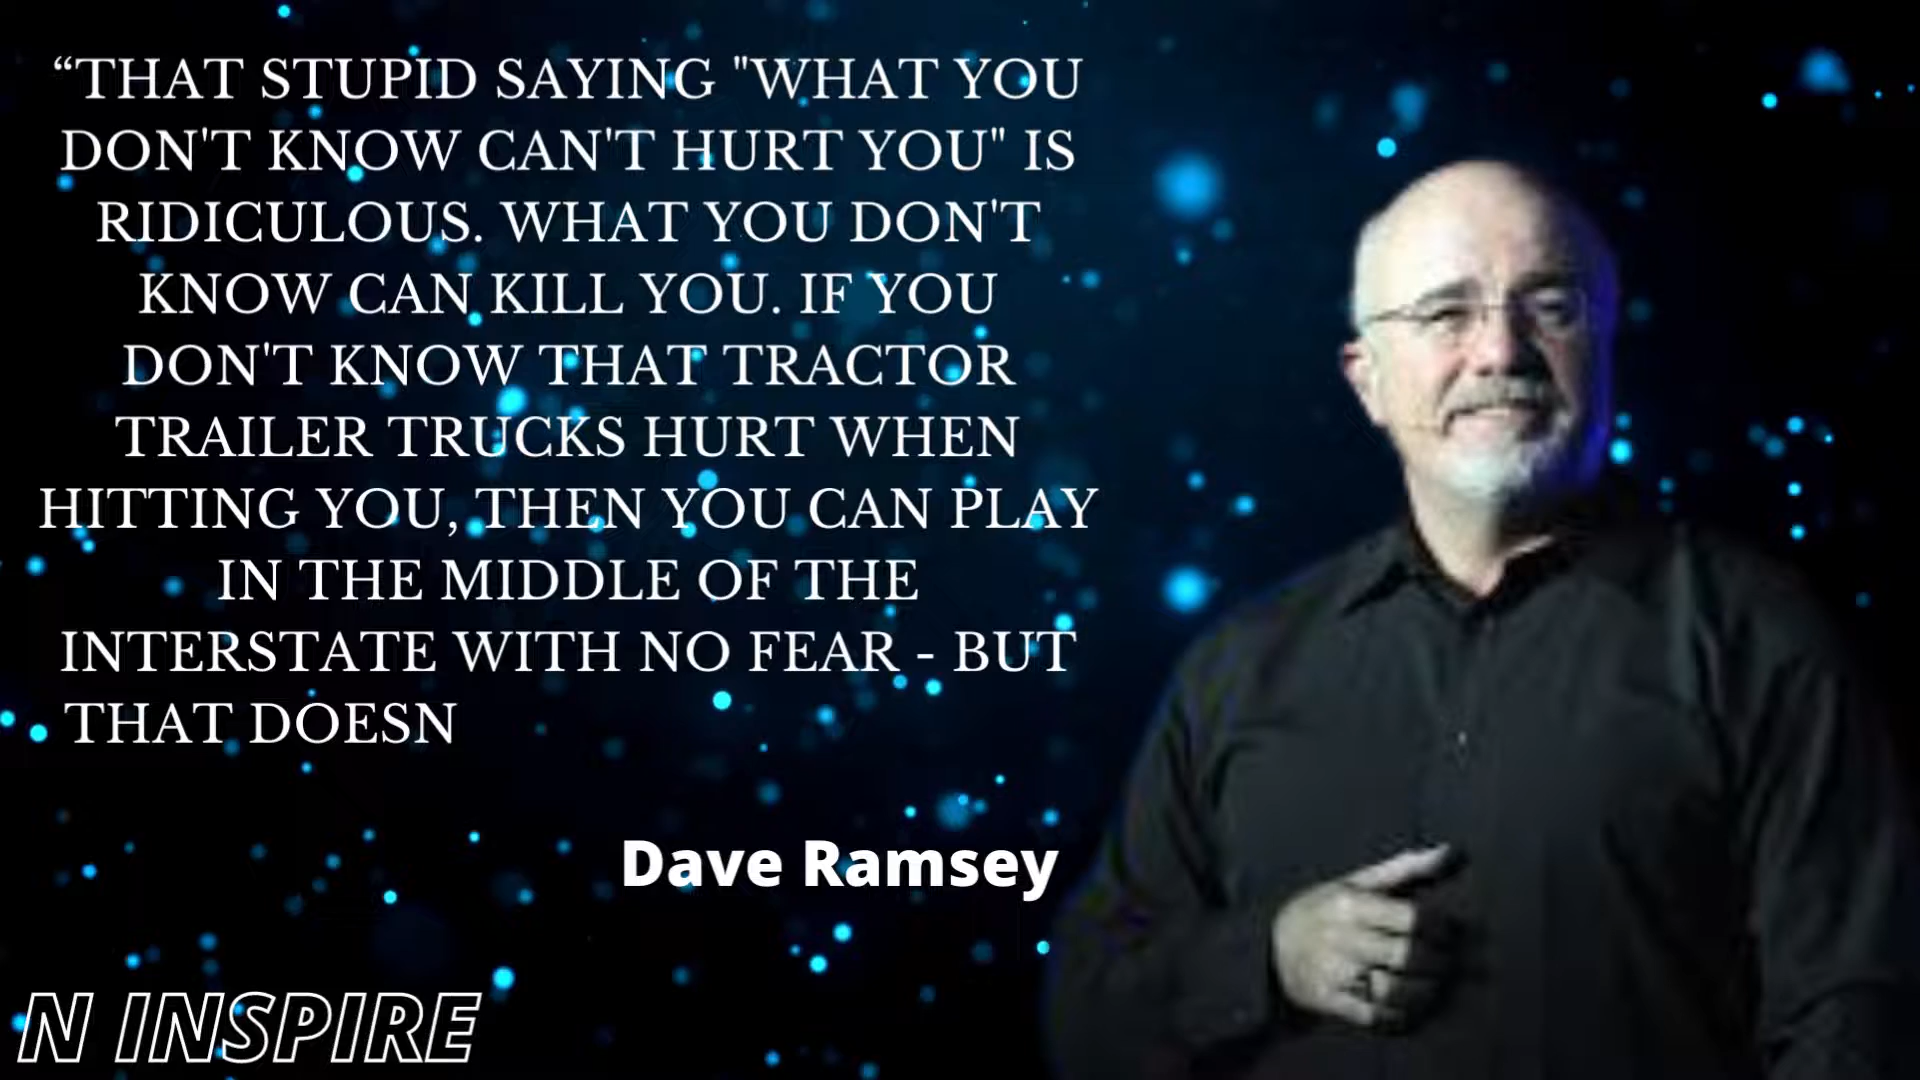 “THAT STUPID SAYING "WHAT YOU
DON'T KNOW CAN'T HURT YOU" IS
RIDICULOUS. WHAT YOU DON'T
KNOW CAN KILL YOU. IF YOU
DON'T KNOW THAT TRACTOR
TRAILER TRUCKS HURT WHEN
HITTING YOU, THEN YOU CAN PLAY
IN THE MIDDLE OF THE
INTERSTATE WITH NO FEAR - BUT
THAT DOESN
Dave Ramsey
N INSPIRE